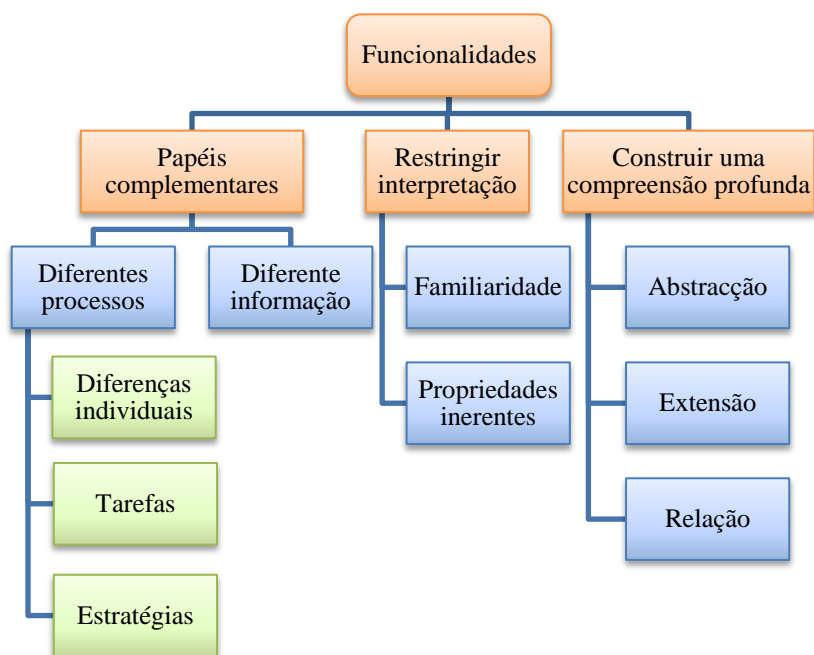 Funcionalidades
Papéis
complementares
Restringir
interpretação
Construir uma
compreensão profunda
Diferentes
processos
Diferente
informação
Familiaridade
Abstracção
Diferenças
individuais
Propriedades
inerentes
Extensão
Tarefas
Relação
Estratégias